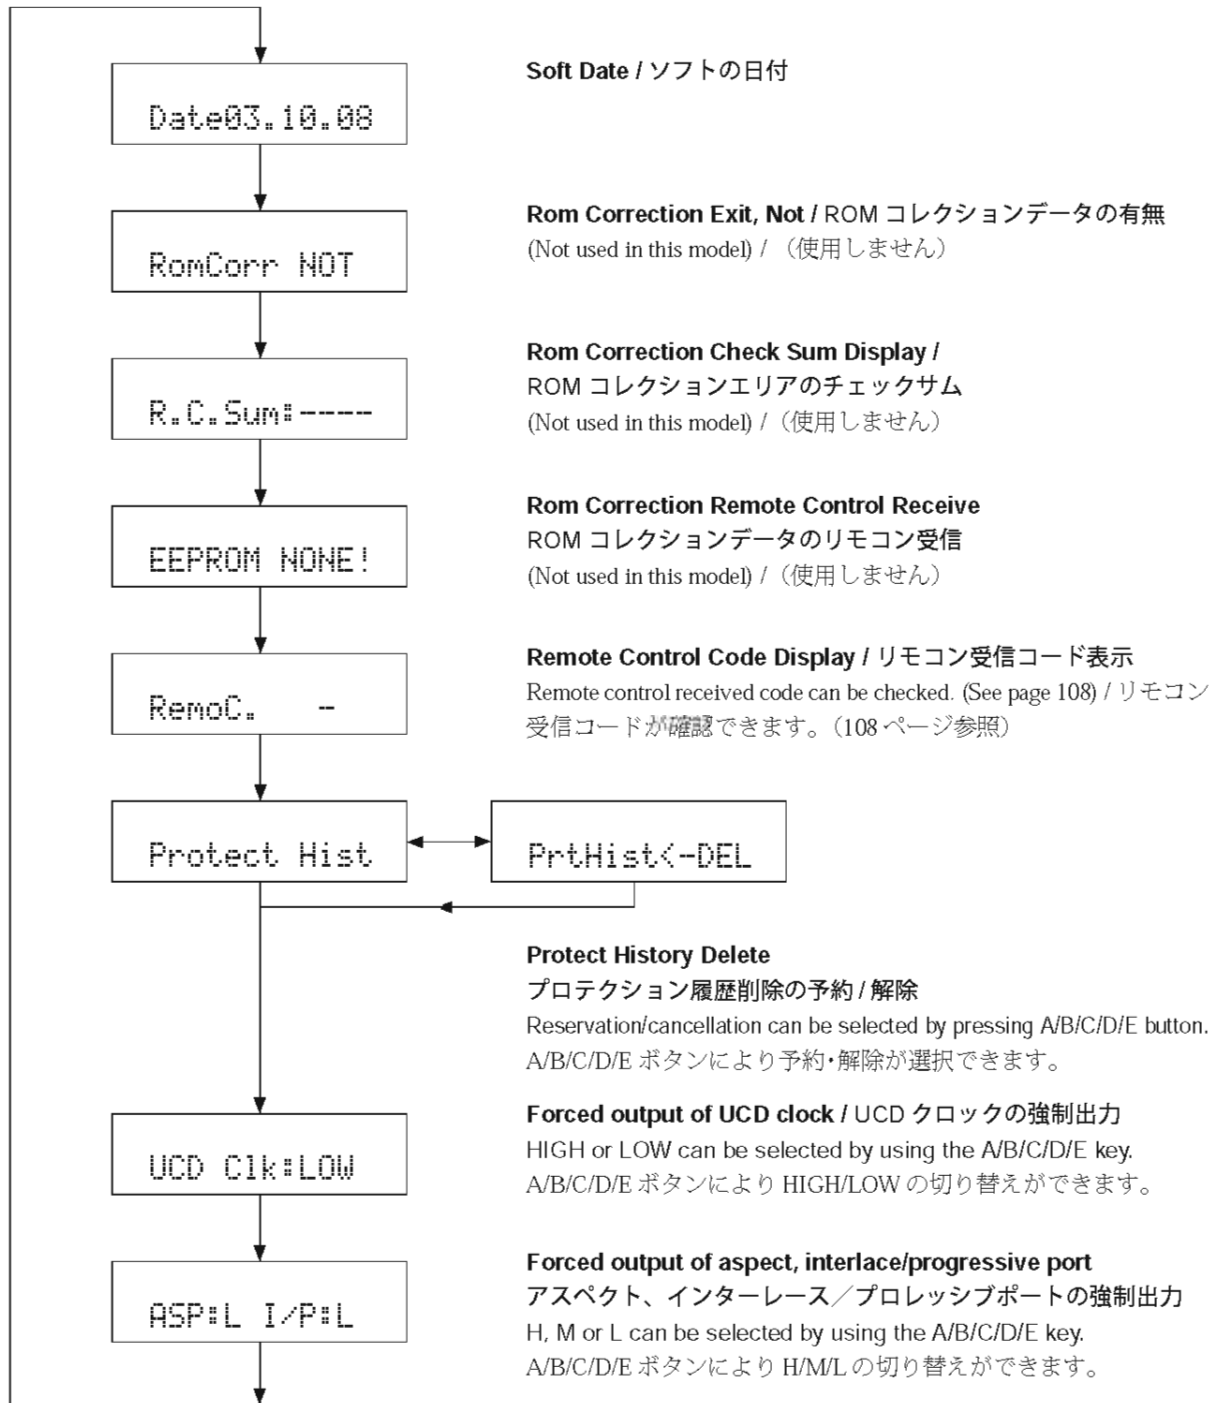 Soft Date / ソフトの日付
Date03.10.08
Rom Correction Exit, Not / ROM コレクションデータの有無
(Not used in this model) / （使用しません）
RomCorr NOT
Rom Correction Check Sum Display /
ROM コレクションエリアのチェックサム
(Not used in this model) / （使用しません）
R.C.Sum:----
Rom Correction Remote Control Receive
ROM コレクションデータのリモコン受信
(Not used in this model) / （使用しません）
EEPROM NONE!
Remote Control Code Display / リモコン受信コード表示
Remote control received code can be checked. (See page 108) / リモコン
受信コードが確認できます。（108 ページ参照）
RemoC. -
Protect Hist
PrtHist<-DEL
Protect History Delete
プロテクション履歴削除の予約 / 解除
Reservation/cancellation can be selected by pressing A/B/C/D/E button.
A/B/C/D/E ボタンにより予約・解除が選択できます。
Forced output of UCD clock / UCD クロックの強制出力
HIGH or LOW can be selected by using the A/B/C/D/E key.
A/B/C/D/E ボタンにより HIGH/LOW の切り替えができます。
UCD Clk:LOW
Forced output of aspect, interlace/progressive port
アスペクト、インターレース／プロレッシブポートの強制出力
H, M or L can be selected by using the A/B/C/D/E key.
A/B/C/D/E ボタンにより H/M/L の切り替えができます。
ASP:L I/P:L